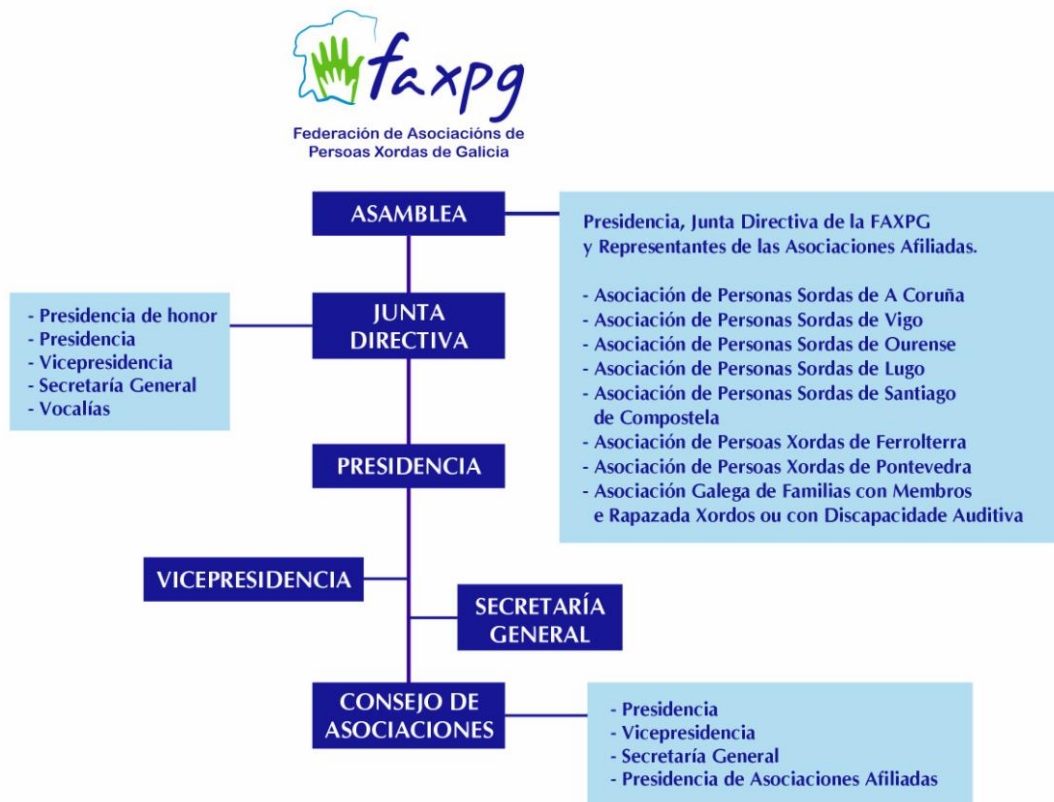 faxpg
Federación de Asociacións de
Persoas Xordas de Galicia
ASAMBLEA
Presidencia, Junta Directiva de la FAXPG
y Representantes de las Asociaciones Afiliadas.
- Asociación de Personas Sordas de A Coruña
- Asociación de Personas Sordas de Vigo
- Asociación de Personas Sordas de Ourense
- Asociación de Personas Sordas de Lugo
- Asociación de Personas Sordas de Santiago
de Compostela
- Asociación de Persoas Xordas de Ferrolterra
- Asociación de Persoas Xordas de Pontevedra
- Asociación Galega de Familias con Membros
e Rapazada Xordos ou con Discapacidade Auditiva
JUNTA
DIRECTIVA
- Presidencia de honor
- Presidencia
- Vicepresidencia
- Secretaría General
- Vocalías
PRESIDENCIA
VICEPRESIDENCIA
SECRETARÍA
GENERAL
CONSEJO DE
ASOCIACIONES
- Presidencia
- Vicepresidencia
- Secretaría General
- Presidencia de Asociaciones Afiliadas